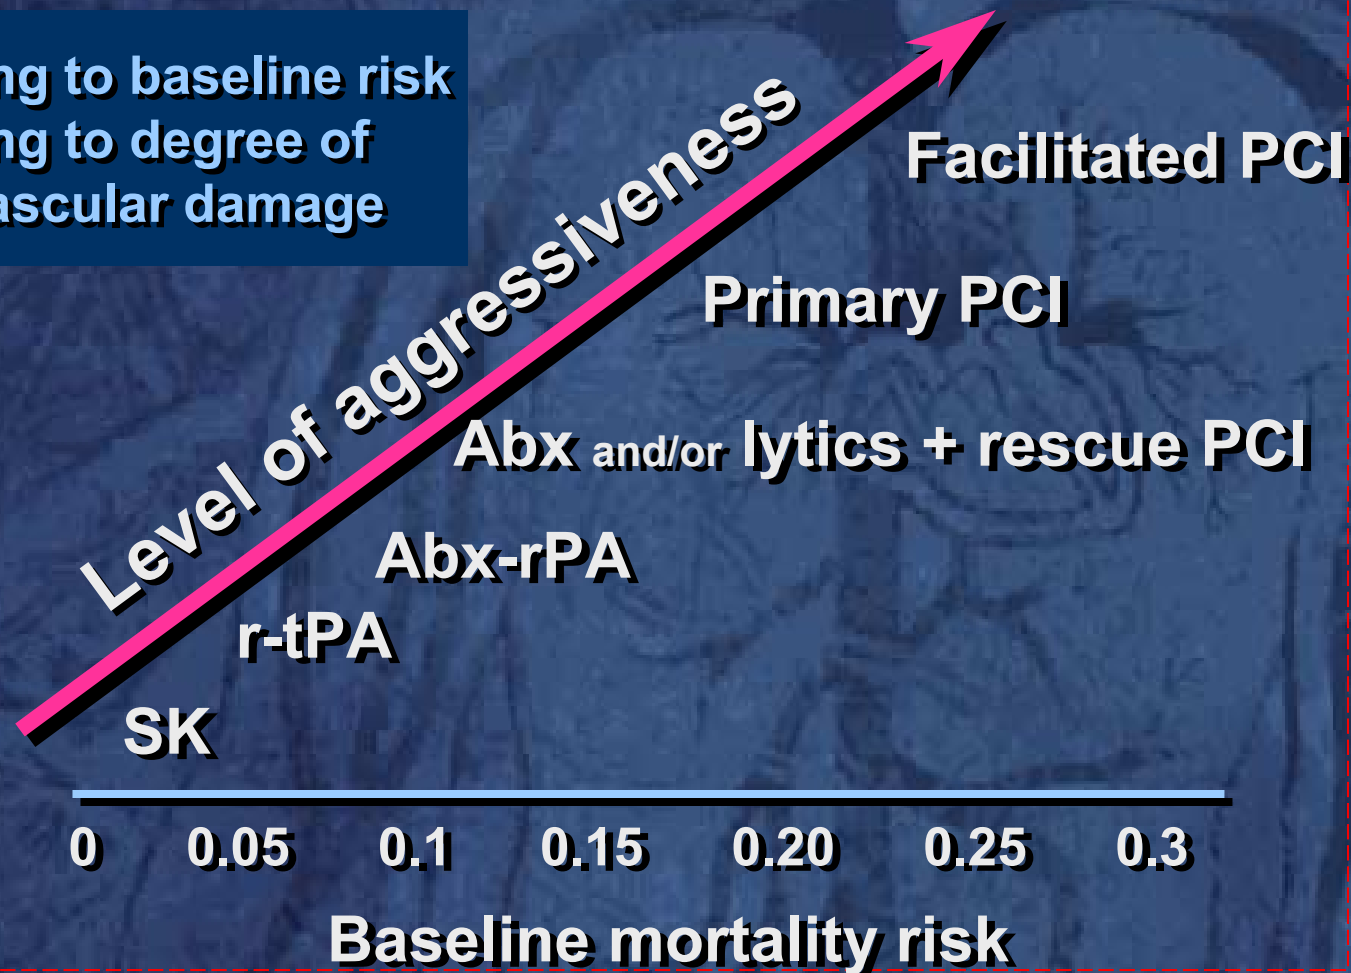 ng to baseline risk
ng to degree of
ascular damage
Level of aggressiveness
Facilitated PCI
Primary PCI
Abx and/or lytics + rescue PCI
Abx-rPA
r-tPA
SK
0 0.05 0.1 0.15 0.20 0.25 0.3
Baseline mortality risk